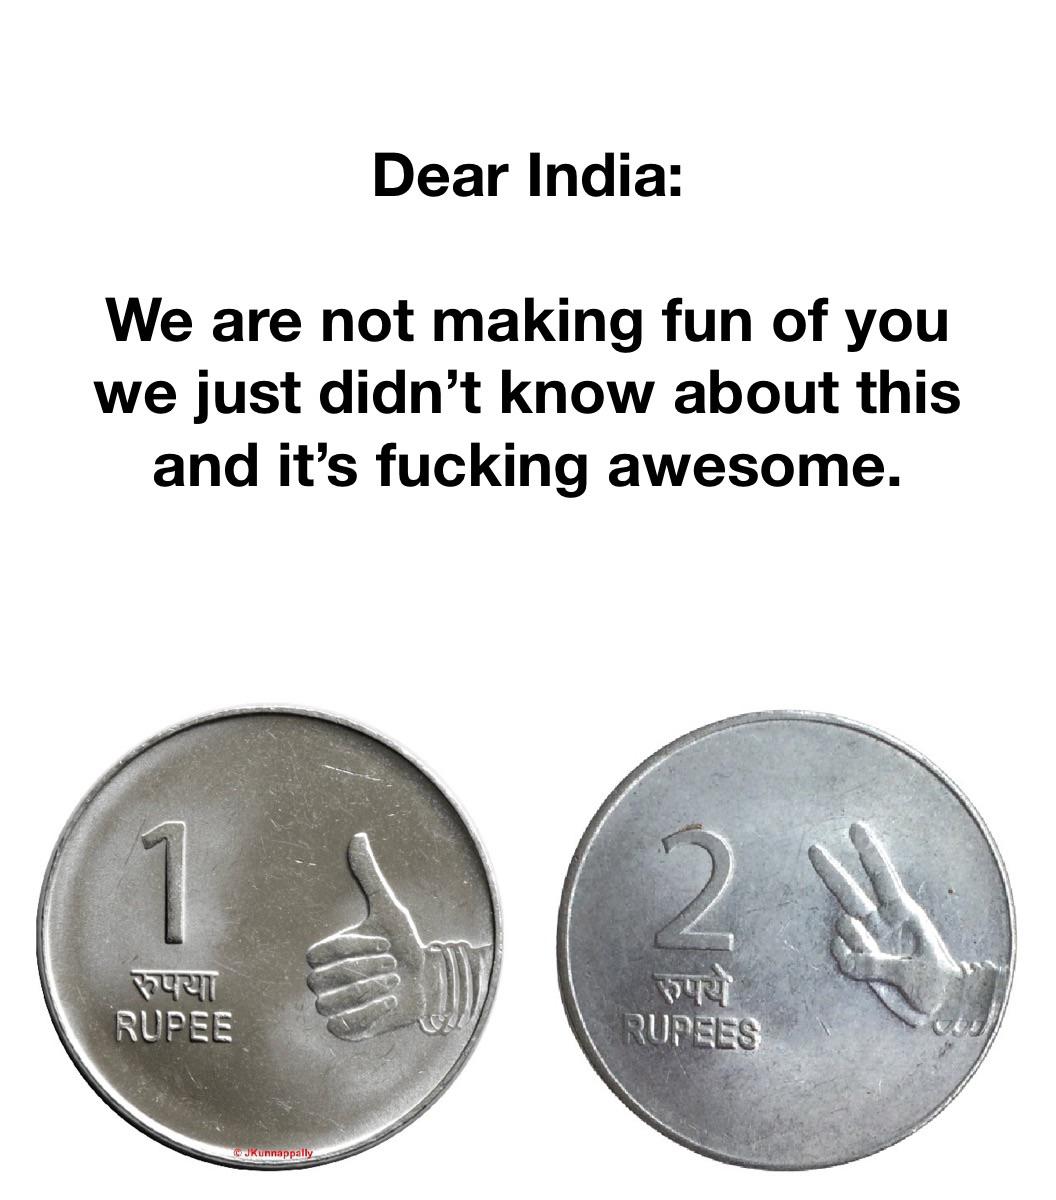 Dear India:
We are not making fun of you
we just didn’t know about this
and it’s fucking awesome.
1
रुपया
RUPEE
2
रुपये
RUPEES
© JKunnappally